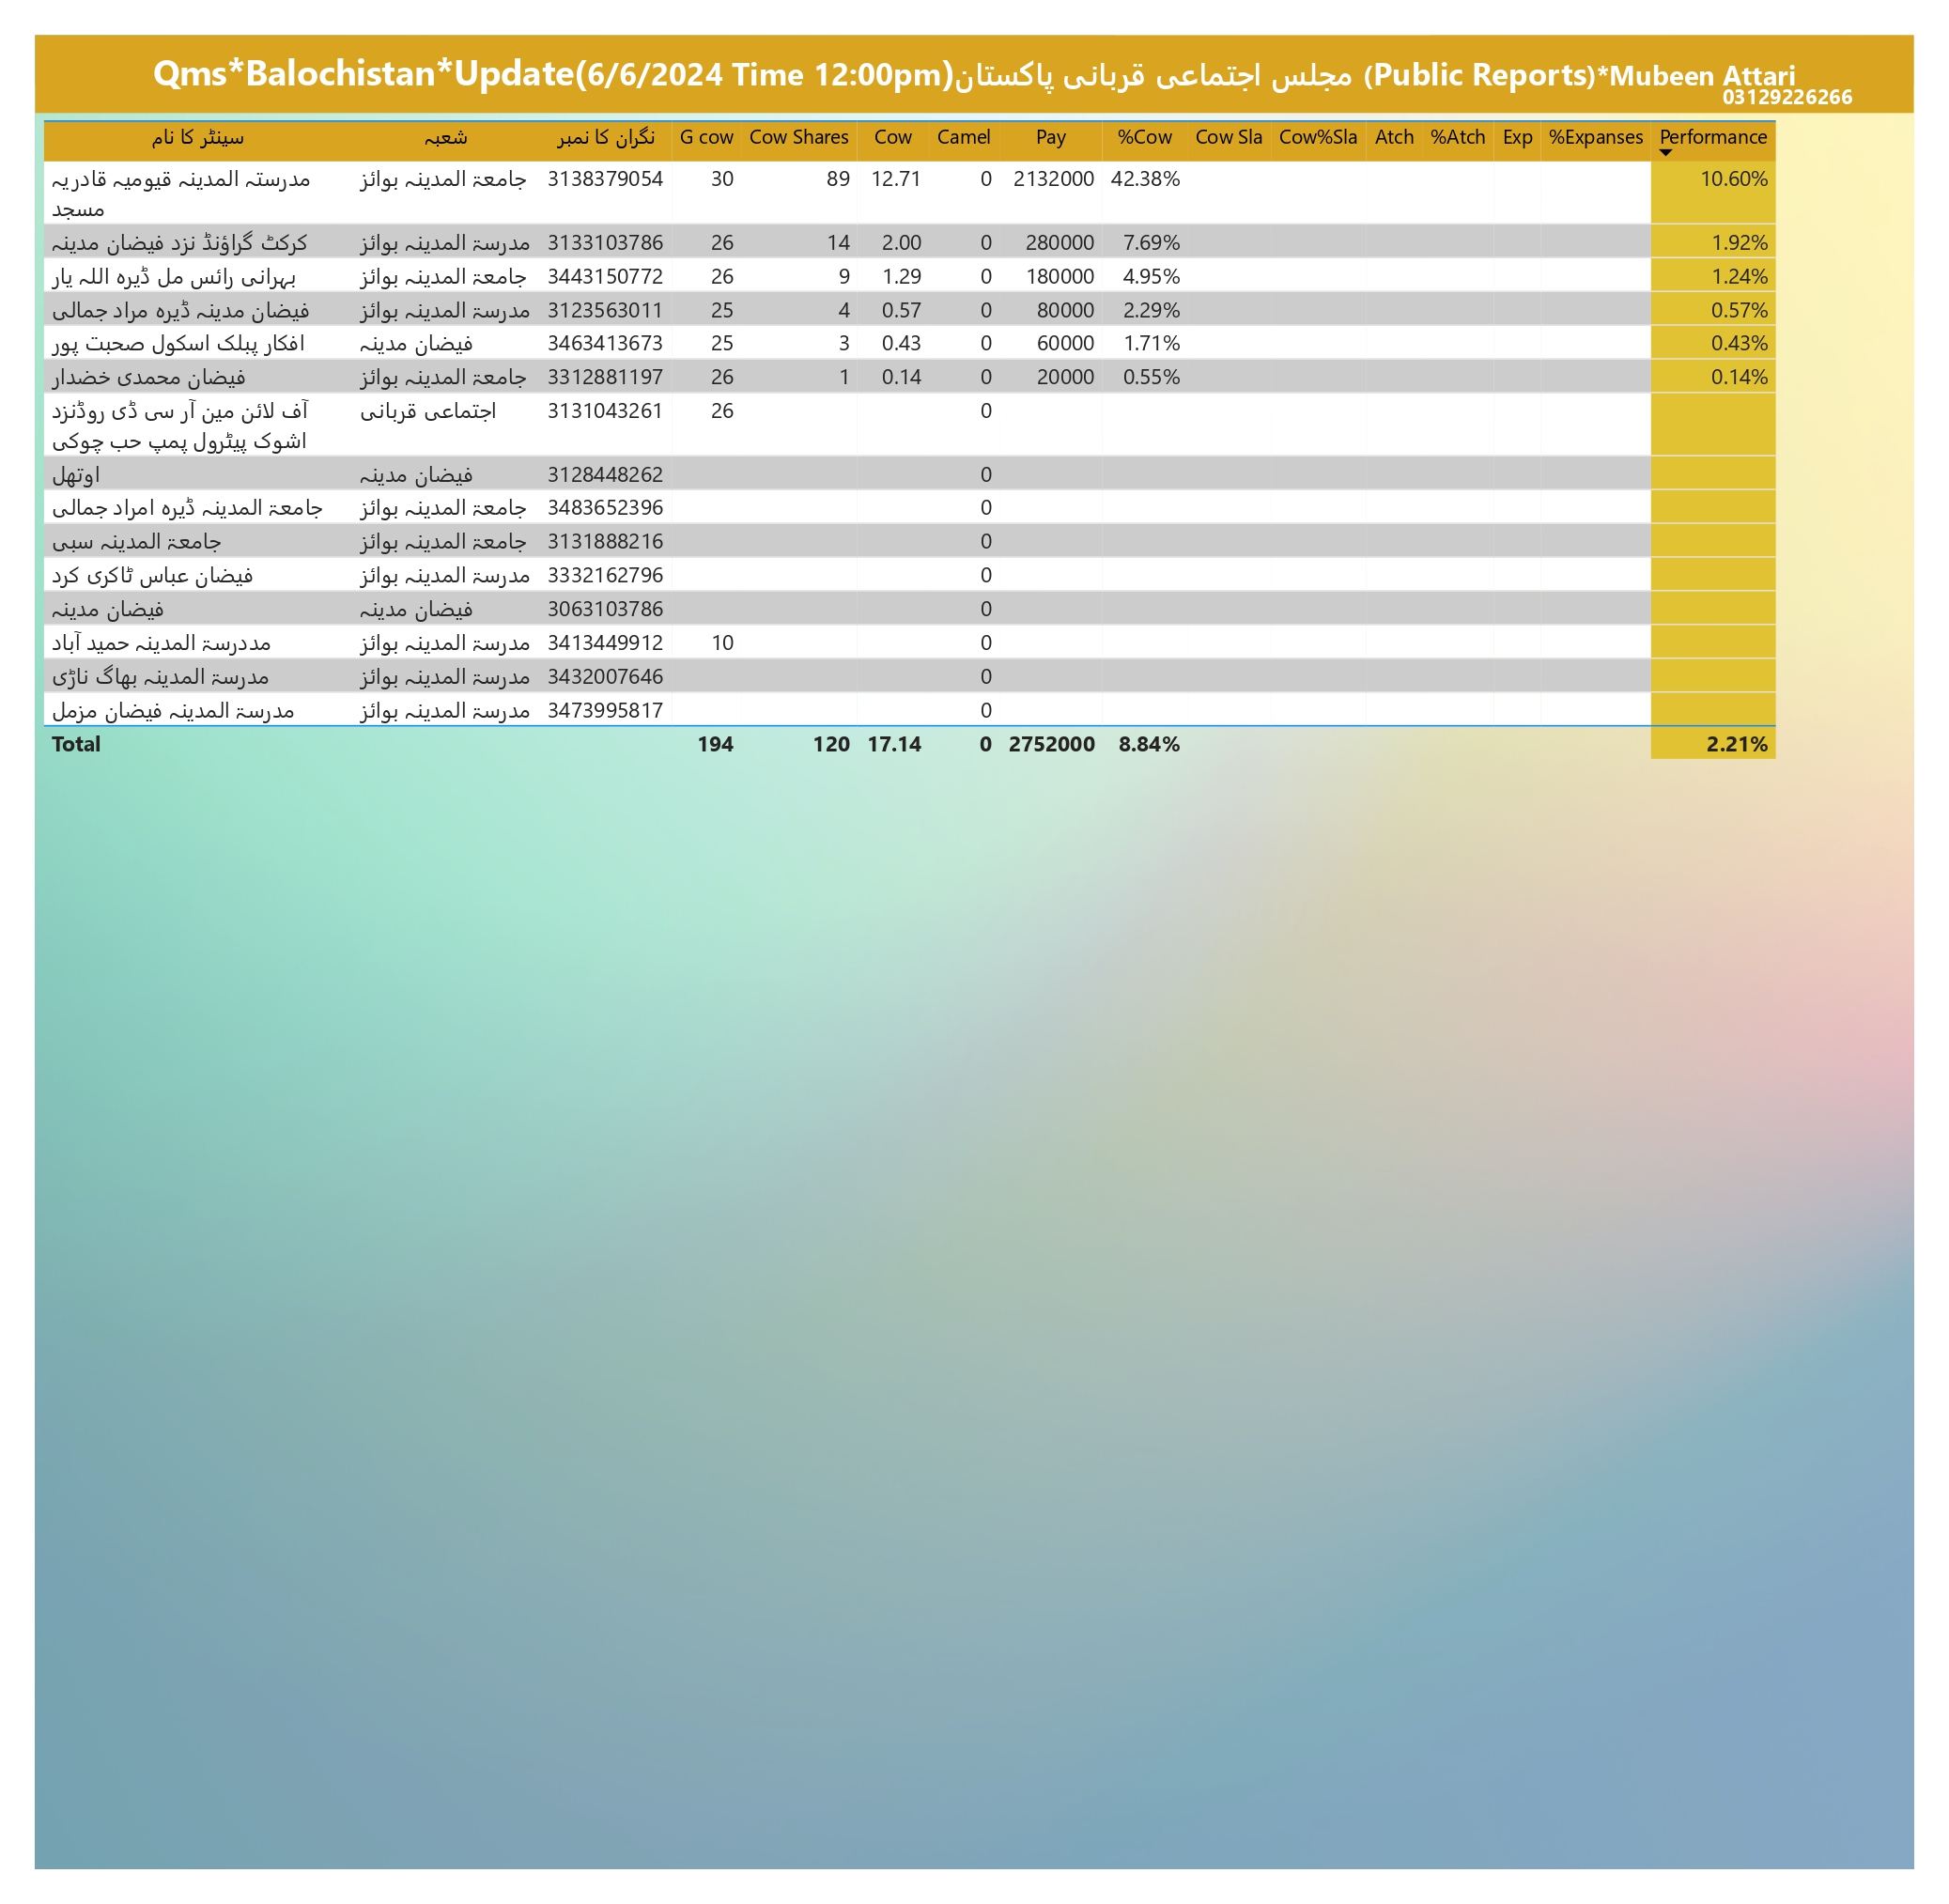 Qms*Balochistan*Update(6/6/2024 Time 12:00pm)مجلس اجتماعی قربانی پاکستان (Public Reports)*Mubeen Attari
03129226266
سینٹر کا نام شعبہ نگران کا نمبر G cow Cow Shares Cow Camel Pay %Cow Cow Sla Cow%Sla Atch %Atch Exp %Expanses Performance
مدرستہ المدینہ قیومیہ قادریہ جامعۃ المدینہ بوائز 3138379054 30 89 12.71 0 2132000 42.38% 10.60%
مسجد
کرکٹ گراؤنڈ نزد فیضان مدینہ مدرسۃ المدینہ بوائز 3133103786 26 14 2.00 0 280000 7.69% 1.92%
بہرانی رائس مل ڈیرہ اللہ یار جامعۃ المدینہ بوائز 3443150772 26 9 1.29 0 180000 4.95% 1.24%
فیضان مدینہ ڈیرہ مراد جمالی مدرسۃ المدینہ بوائز 3123563011 25 4 0.57 0 80000 2.29% 0.57%
افکار پبلک اسکول صحبت پور فیضان مدینہ 3463413673 25 3 0.43 0 60000 1.71% 0.43%
فیضان محمدی خضدار جامعۃ المدینہ بوائز 3312881197 26 1 0.14 0 20000 0.55% 0.14%
آف لائن مین آر سی ڈی روڈنزد اجتماعی قربانی 3131043261 26 0
اشوک پیٹرول پمپ حب چوکی
اوتھل فیضان مدینہ 3128448262 0
جامعۃ المدینہ ڈیرہ امراد جمالی جامعۃ المدینہ بوائز 3483652396 0
جامعۃ المدینہ سبی جامعۃ المدینہ بوائز 3131888216 0
فیضان عباس ٹاکری کرد مدرسۃ المدینہ بوائز 3332162796 0
فیضان مدینہ فیضان مدینہ 3063103786 0
مددرسۃ المدینہ حمید آباد مدرسۃ المدینہ بوائز 3413449912 10 0
مدرسۃ المدینہ بھاگ ناڑی مدرسۃ المدینہ بوائز 3432007646 0
مدرسۃ المدینہ فیضان مزمل مدرسۃ المدینہ بوائز 3473995817 0
Total 194 120 17.14 0 2752000 8.84% 2.21%